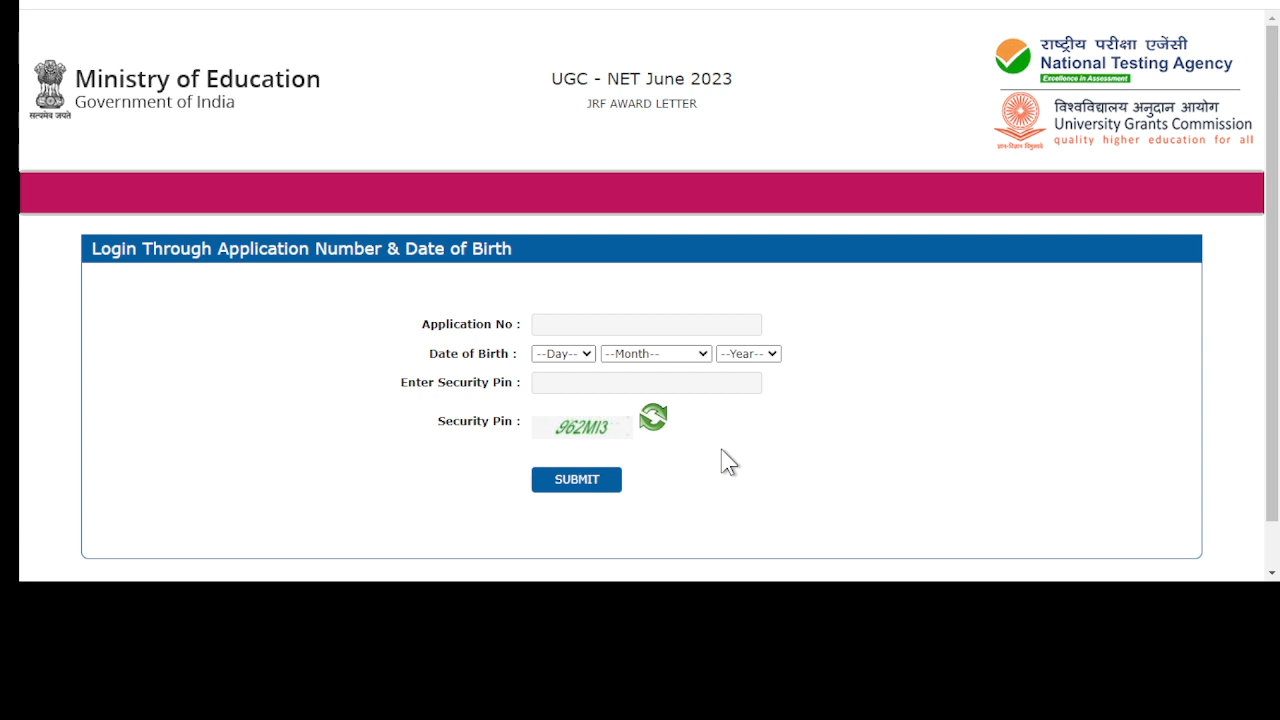 Ministry of Education
Government of India
सत्यमेव जयते
UGC - NET June 2023
JRF AWARD LETTER
राष्ट्रीय परीक्षा एजेंसी
National Testing Agency
Excellence in Assessment
विश्वविद्यालय अनुदान आयोग
University Grants Commission
quality higher education for all
ज्ञान-विज्ञान विमुक्तये
Login Through Application Number & Date of Birth
Application No :
Date of Birth : --Day-- --Month-- --Year--
Enter Security Pin :
Security Pin : 962MI3
SUBMIT